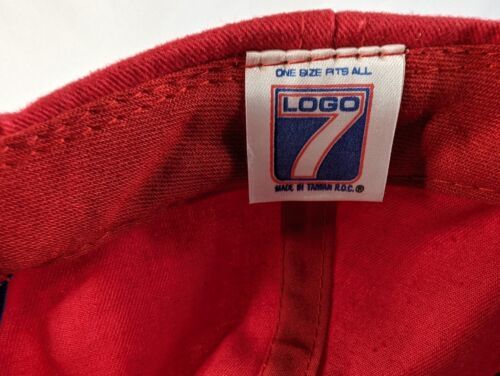 ONE SIZE FITS ALL
LOGO
7
MADE IN TAIWAN R.O.C.®